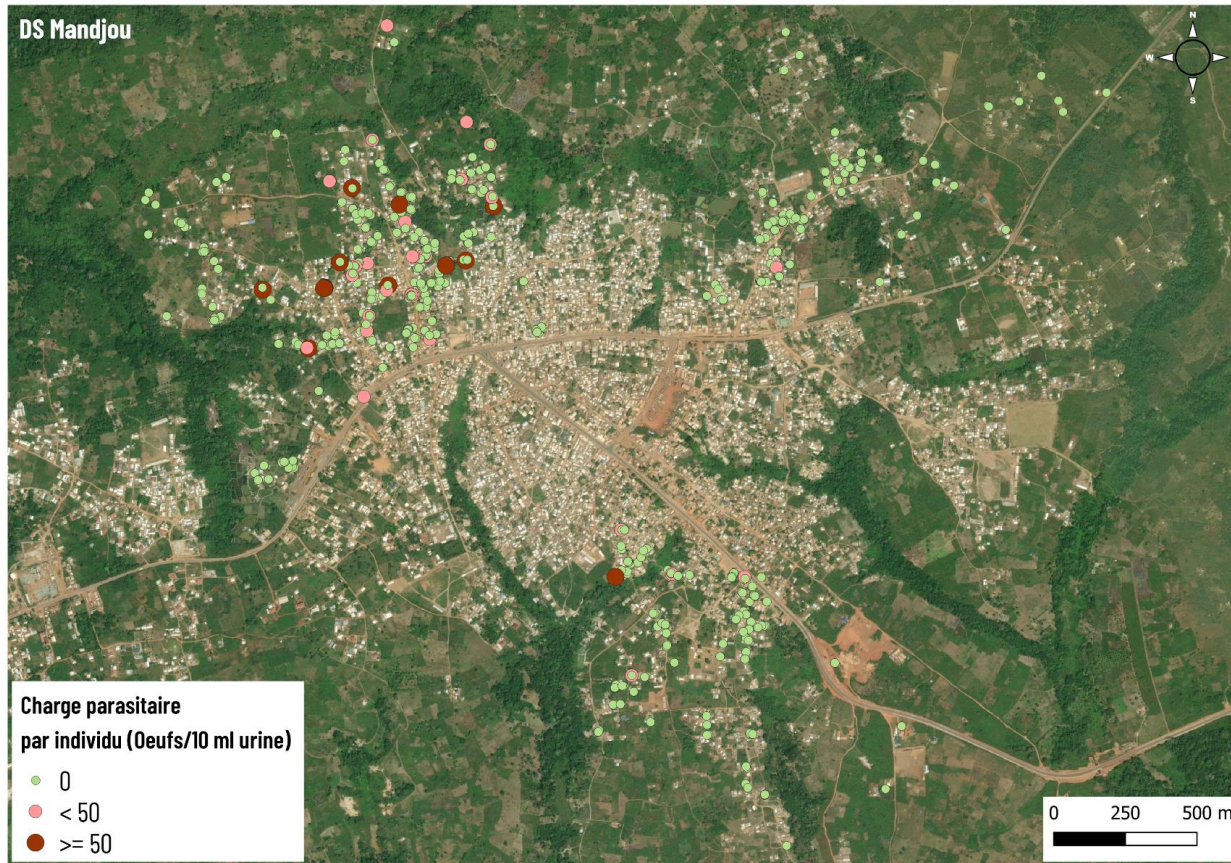 DS Mandjou
N
W
S
Charge parasitaire
par individu (Oeufs/10 ml urine)
0
< 50
>= 50
0 250 500 m